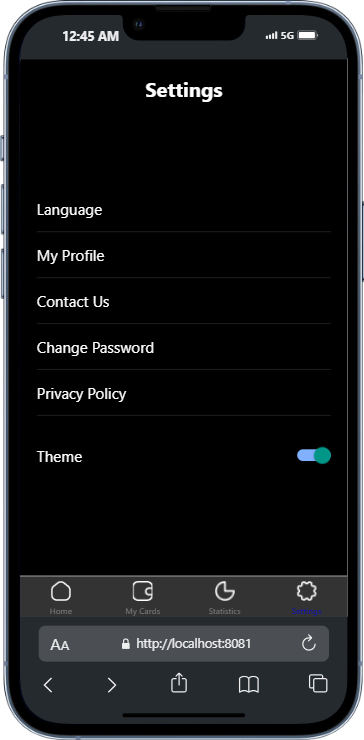 12:45 AM
5G
Settings
Language
My Profile
Contact Us
Change Password
Privacy Policy
Theme
Home
My Cards
Statistics
Settings
AA
http://localhost:8081